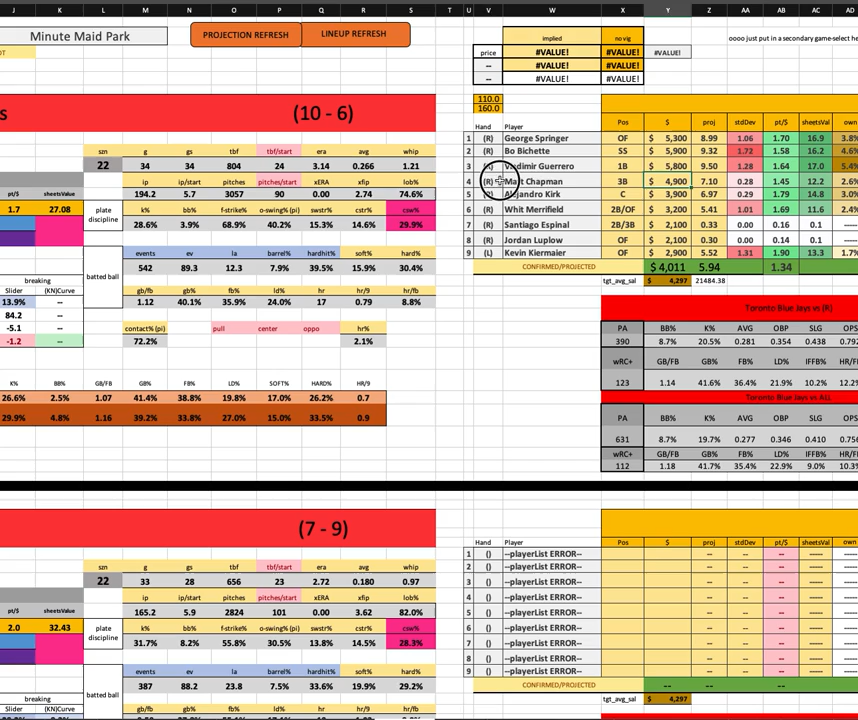 J K L M N O P Q R S T U V W X Y Z AA AB AC AD
Minute Maid Park PROJECTION REFRESH LINEUP REFRESH
implied no vig oooo just put in a secondary game-select he
price #VALUE! #VALUE! #VALUE!
-- #VALUE! #VALUE!
-- #VALUE! #VALUE!
s (10 - 6)
110.0
160.0
Hand Player Pos $ proj stdDev pt/$ sheetsVal own
1 (R) George Springer OF $ 5,300 8.99 1.06 1.70 16.9 3.8%
2 (R) Bo Bichette SS $ 5,900 9.30 1.72 1.58 16.2 4.6%
3 (R) Vladimir Guerrero 1B $ 5,800 9.50 1.28 1.64 17.0 5.4%
4 (R) Matt Chapman 3B $ 4,900 7.10 0.28 1.45 12.2 2.6%
5 (R) Alejandro Kirk C $ 3,900 6.97 0.29 1.79 14.8 3.0%
6 (R) Whit Merrifield 2B/OF $ 3,200 5.41 0.01 1.69 11.6 2.4%
7 (R) Santiago Espinal 2B/3B $ 2,100 0.33 0.00 0.16 0.1 -----
8 (R) Jordan Luplow OF $ 2,100 0.30 0.00 0.14 0.1 -----
9 (L) Kevin Kiermaier OF $ 2,900 5.52 1.31 1.90 13.3 1.7%
CONFIRMED/PROJECTED $ 4,011 5.94 1.34
tgt_avg_sal $ 4,297 21484.38
szn g gs tbf tbf/start era avg whip
22 34 34 804 24 3.14 0.266 1.21
ip ip/start pitches pitches/start xERA xfip lob%
pt/$ sheetsValue 194.2 5.7 3057 90 0.00 2.74 74.6%
1.7 27.08 plate discipline k% bb% f-strike% o-swing% (pi) swstr% cstr% csw%
28.6% 3.9% 68.9% 40.2% 15.3% 14.6% 29.9%
batted ball events ev la barrel% hardhit% soft% hard%
542 89.3 12.3 7.9% 39.5% 15.9% 30.4%
breaking
Slider (KN)Curve gb/fb gb% fb% ld% hr hr/9 hr/fb
13.9% -- 1.12 40.1% 35.9% 24.0% 17 0.79 8.8%
84.2 --
-5.1 -- contact% (pi) pull center oppo hr%
-1.2 -- 72.2% 2.1%
K% BB% GB/FB GB% FB% LD% SOFT% HARD% HR/9
26.6% 2.5% 1.07 41.4% 38.8% 19.8% 17.0% 26.2% 0.7
29.9% 4.8% 1.16 39.2% 33.8% 27.0% 15.0% 33.5% 0.9
Toronto Blue Jays vs (R)
PA BB% K% AVG OBP SLG OPS
390 8.7% 20.5% 0.281 0.354 0.438 0.792
wRC+ GB/FB GB% FB% LD% IFFB% HR/F
123 1.14 41.6% 36.4% 21.9% 10.2% 12.2%
Toronto Blue Jays vs ALL
PA BB% K% AVG OBP SLG OPS
631 8.7% 19.7% 0.277 0.346 0.410 0.756
wRC+ GB/FB GB% FB% LD% IFFB% HR/F
112 1.18 41.7% 35.4% 22.9% 9.0% 10.3%
(7 - 9)
Hand Player Pos $ proj stdDev pt/$ sheetsVal own
1 () --playerList ERROR-- -- -- -- ----- -----
2 () --playerList ERROR-- -- -- -- ----- -----
3 () --playerList ERROR-- -- -- -- ----- -----
4 () --playerList ERROR-- -- -- -- ----- -----
5 () --playerList ERROR-- -- -- -- ----- -----
6 () --playerList ERROR-- -- -- -- ----- -----
7 () --playerList ERROR-- -- -- -- ----- -----
8 () --playerList ERROR-- -- -- -- ----- -----
9 () --playerList ERROR-- -- -- -- ----- -----
CONFIRMED/PROJECTED -- -- --
tgt_avg_sal $ 4,297
szn g gs tbf tbf/start era avg whip
22 33 28 656 23 2.72 0.180 0.97
ip ip/start pitches pitches/start xERA xfip lob%
pt/$ sheetsValue 165.2 5.9 2824 101 0.00 3.62 82.0%
2.0 32.43 plate discipline k% bb% f-strike% o-swing% (pi) swstr% cstr% csw%
31.7% 8.2% 55.8% 30.5% 13.8% 14.5% 28.3%
batted ball events ev la barrel% hardhit% soft% hard%
387 88.2 23.8 7.5% 33.6% 19.9% 29.2%
breaking
Slider (KN)Curve gb/fb gb% fb% ld% hr hr/9 hr/fb